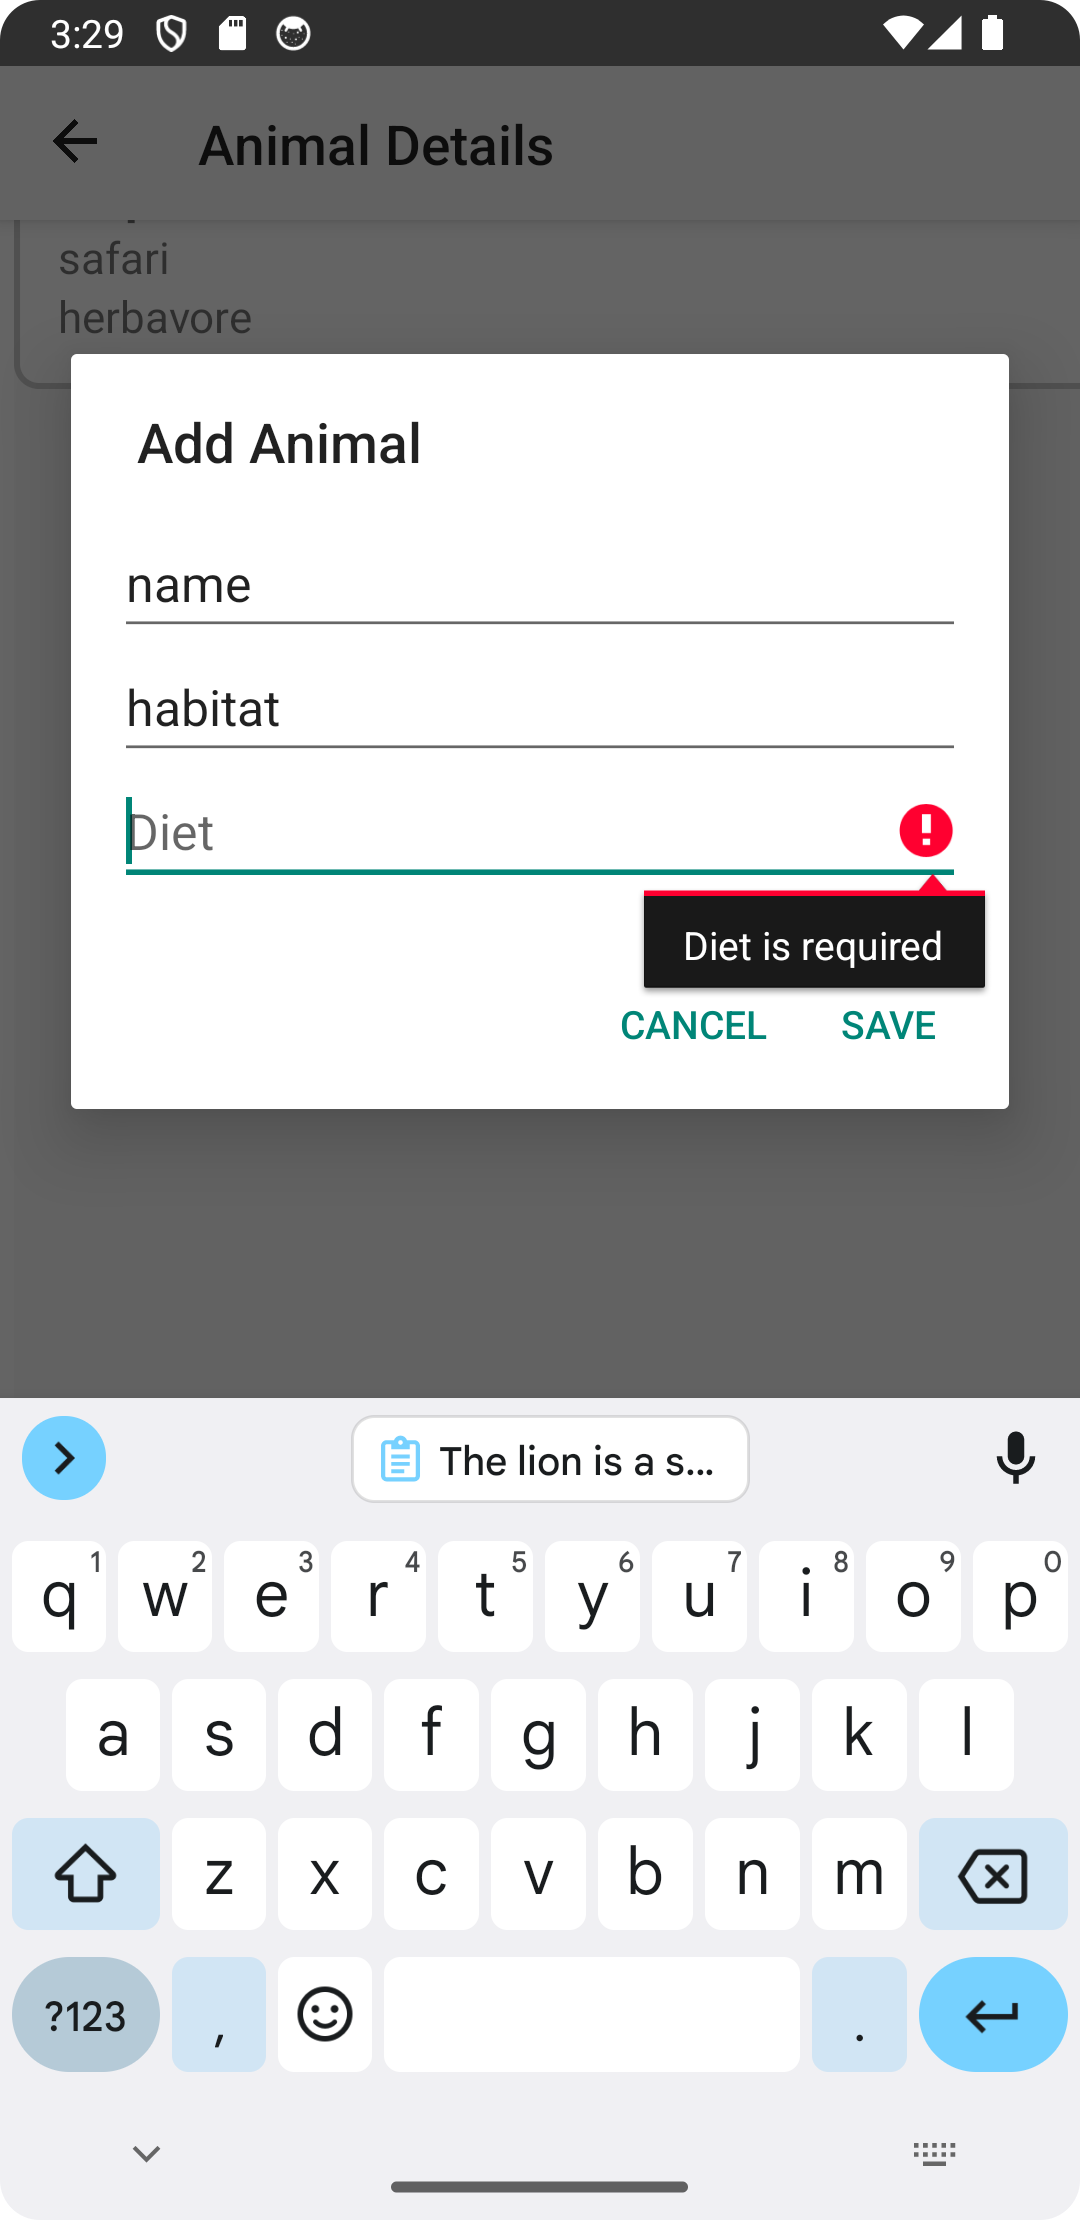 3:29
Animal Details
safari
herbavore
Add Animal
name
habitat
Diet
Diet is required
CANCEL SAVE
The lion is a s...
q 1 w 2 e 3 r 4 t 5 y 6 u 7 i 8 o 9 p 0
a s d f g h j k l
z x c v b n m
?123 , .